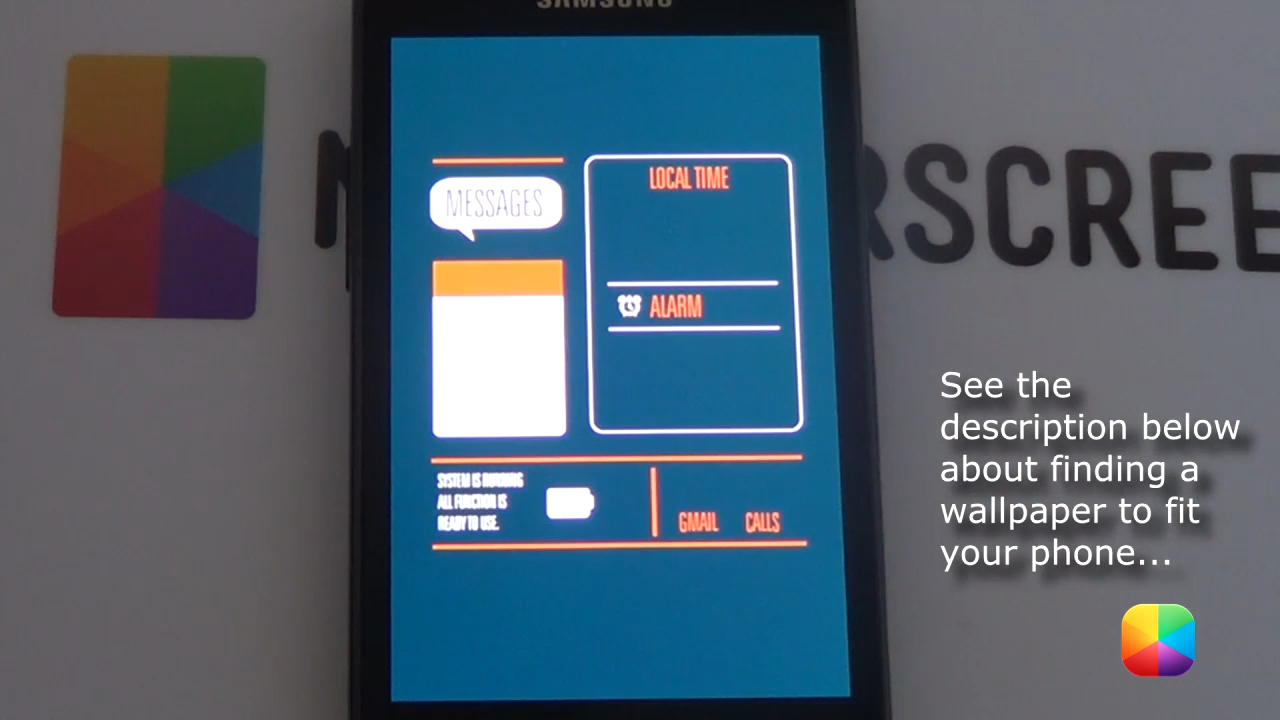 SAMSUNG
RSCREE
LOCAL TIME
MESSAGES
ALARM
SYSTEM IS RUNNING
ALL FUNCTION IS
READY TO USE.
GMAIL CALLS
See the
description below
about finding a
wallpaper to fit
your phone...